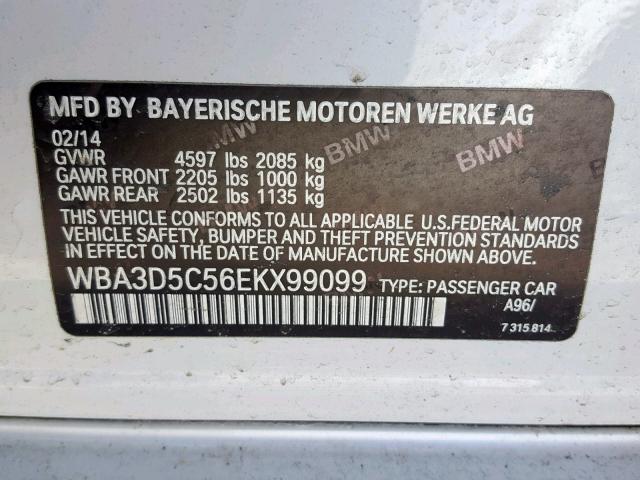 MFD BY BAYERISCHE MOTOREN WERKE AG
02/14
GVWR 4597 lbs 2085 kg
GAWR FRONT 2205 lbs 1000 kg
GAWR REAR 2502 lbs 1135 kg
BMW BMW BMW
THIS VEHICLE CONFORMS TO ALL APPLICABLE U.S.FEDERAL MOTOR
VEHICLE SAFETY, BUMPER AND THEFT PREVENTION STANDARDS
IN EFFECT ON THE DATE OF MANUFACTURE SHOWN ABOVE.
WBA3D5C56EKX99099 TYPE: PASSENGER CAR
A96/
7 315 814